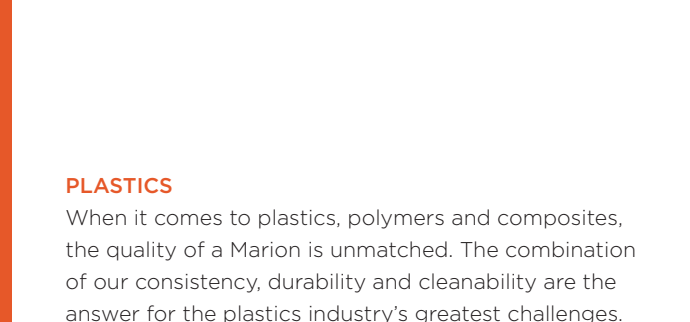 PLASTICS
When it comes to plastics, polymers and composites,
the quality of a Marion is unmatched. The combination
of our consistency, durability and cleanability are the
answer for the plastics industry’s greatest challenges.